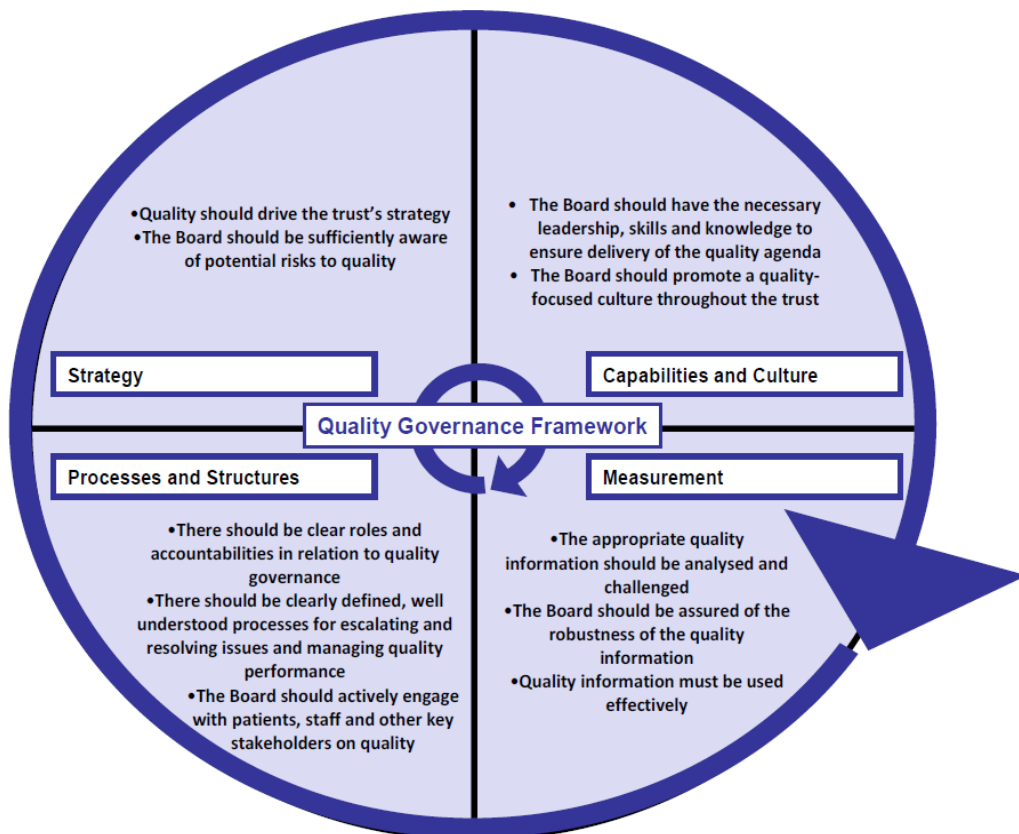 •Quality should drive the trust's strategy
•The Board should be sufficiently aware
of potential risks to quality
Strategy
• The Board should have the necessary
leadership, skills and knowledge to
ensure delivery of the quality agenda
• The Board should promote a quality-
focused culture throughout the trust
Capabilities and Culture
Quality Governance Framework
Processes and Structures
•There should be clear roles and
accountabilities in relation to quality
governance
•There should be clearly defined, well
understood processes for escalating and
resolving issues and managing quality
performance
•The Board should actively engage
with patients, staff and other key
stakeholders on quality
Measurement
•The appropriate quality
information should be analysed and
challenged
•The Board should be assured of the
robustness of the quality
information
•Quality information must be used
effectively